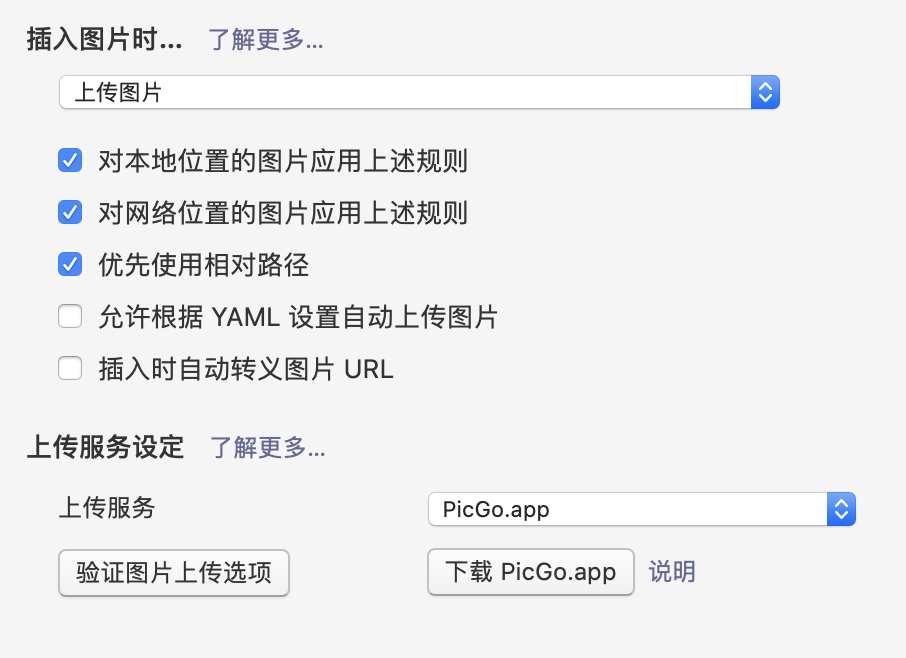 插入图片时... 了解更多...
上传图片
对本地位置的图片应用上述规则
对网络位置的图片应用上述规则
优先使用相对路径
允许根据 YAML 设置自动上传图片
插入时自动转义图片 URL
上传服务设定 了解更多...
上传服务 PicGo.app
验证图片上传选项 下载 PicGo.app 说明